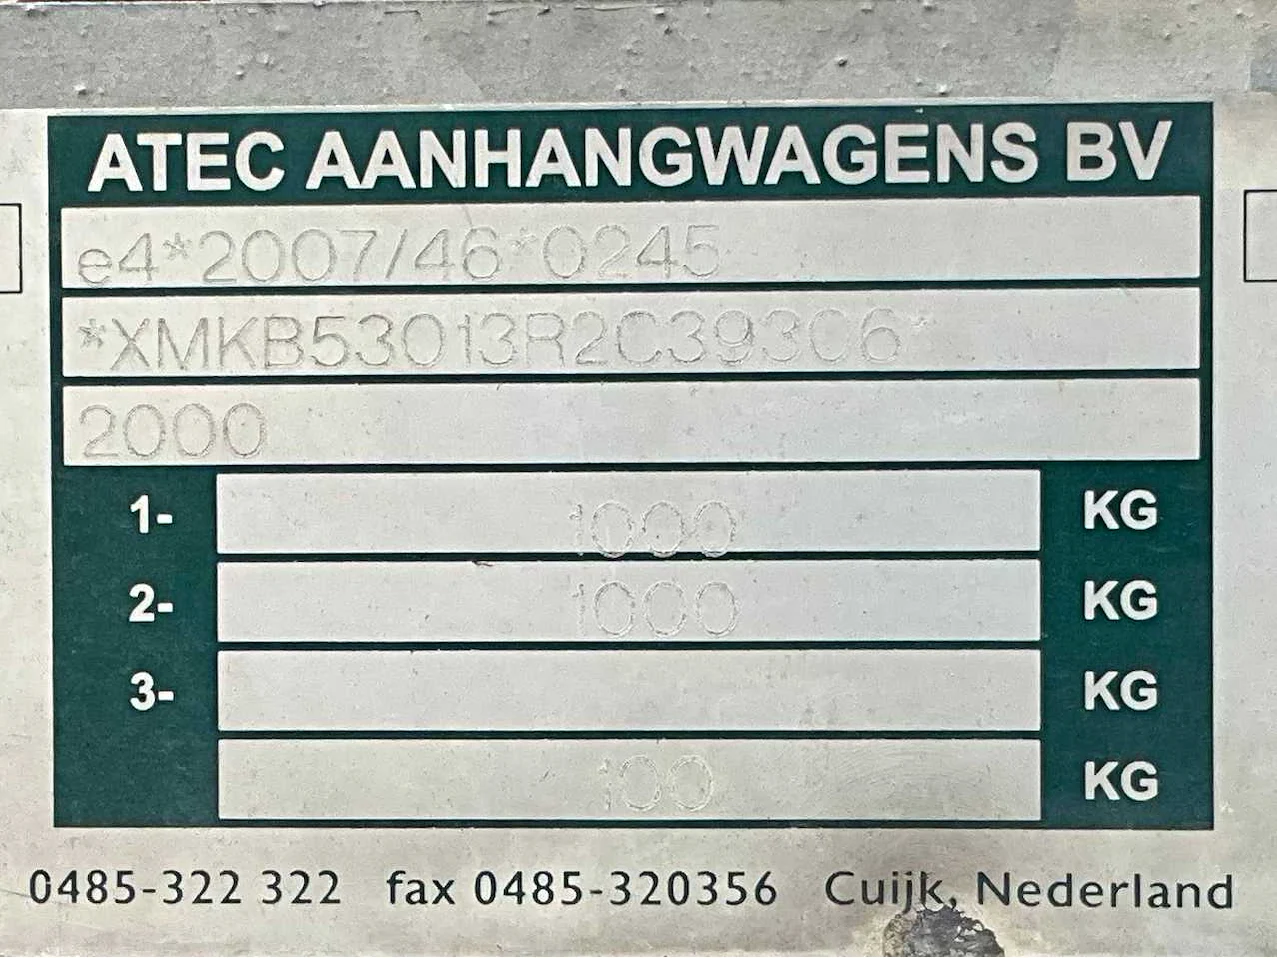 ATEC AANHANGWAGENS BV
e4*2007/46*0245
*XMKB53013R2C393C6*
2000
1- 1000 KG
2- 1000 KG
3- KG
100 KG
0485-322 322 fax 0485-320356 Cuijk, Nederland